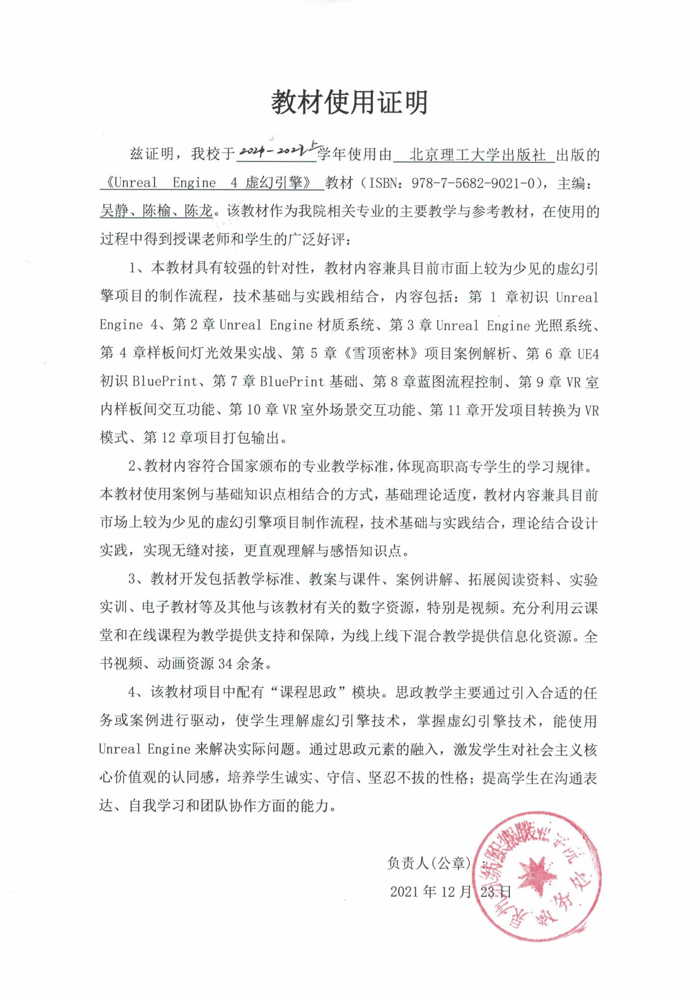 教材使用证明
兹证明，我校于 学年使用由 北京理工大学出版社 出版的
《Unreal Engine 4 虚幻引擎》 教材（ISBN：978-7-5682-9021-0），主编：
吴静、陈榆、陈龙。该教材作为我院相关专业的主要教学与参考教材，在使用的
过程中得到授课老师和学生的广泛好评：
1、本教材具有较强的针对性，教材内容兼具目前市面上较为少见的虚幻引
擎项目的制作流程，技术基础与实践相结合，内容包括：第 1 章初识 Unreal
Engine 4、第 2 章 Unreal Engine 材质系统、第 3 章 Unreal Engine 光照系统、
第 4 章样板间灯光效果实战、第 5 章《雪顶密林》项目案例解析、第 6 章 UE4
初识 BluePrint、第 7 章 BluePrint 基础、第 8 章蓝图流程控制、第 9 章 VR 室
内样板间交互功能、第 10 章 VR 室外场景交互功能、第 11 章开发项目转换为 VR
模式、第 12 章项目打包输出。
2、教材内容符合国家颁布的专业教学标准，体现高职高专学生的学习规律。
本教材使用案例与基础知识点相结合的方式，基础理论适度，教材内容兼具目前
市场上较为少见的虚幻引擎项目制作流程，技术基础与实践结合，理论结合设计
实践，实现无缝对接，更直观理解与感悟知识点。
3、教材开发包括教学标准、教案与课件、案例讲解、拓展阅读资料、实验
实训、电子教材等及其他与该教材有关的数字资源，特别是视频。充分利用云课
堂和在线课程为教学提供支持和保障，为线上线下混合教学提供信息化资源。全
书视频、动画资源 34 余条。
4、该教材项目中配有“课程思政”模块。思政教学主要通过引入合适的任
务或案例进行驱动，使学生理解虚幻引擎技术，掌握虚幻引擎技术，能使用
Unreal Engine 来解决实际问题。通过思政元素的融入，激发学生对社会主义核
心价值观的认同感，培养学生诚实、守信、坚忍不拔的性格；提高学生在沟通表
达、自我学习和团队协作方面的能力。
负责人(公章) ：
2021 年 12 月 23 日
学院
务处